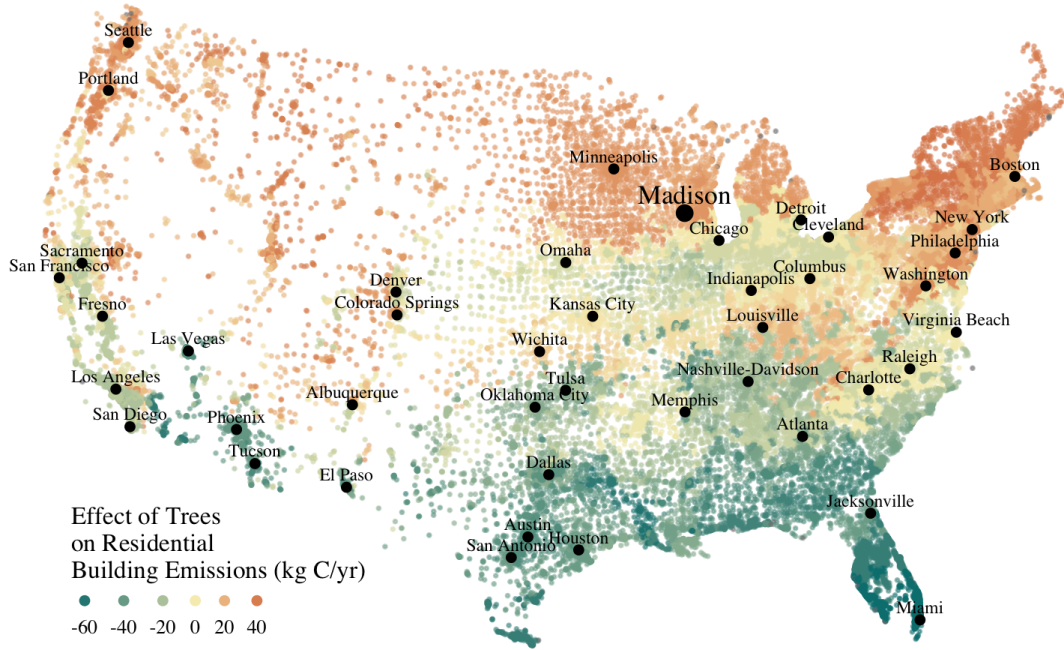 Seattle
Portland
Minneapolis
Boston
Madison
Detroit
New York
Chicago
Cleveland
Philadelphia
Sacramento
Omaha
San Francisco
Columbus
Washington
Denver
Indianapolis
Colorado Springs
Fresno
Kansas City
Louisville
Virginia Beach
Las Vegas
Wichita
Raleigh
Los Angeles
Tulsa
Nashville-Davidson
Charlotte
Albuquerque
Oklahoma City
Memphis
San Diego
Phoenix
Atlanta
Tucson
El Paso
Dallas
Jacksonville
Effect of Trees
on Residential
Building Emissions (kg C/yr)
Austin
San Antonio
Houston
Miami
-60 -40 -20 0 20 40